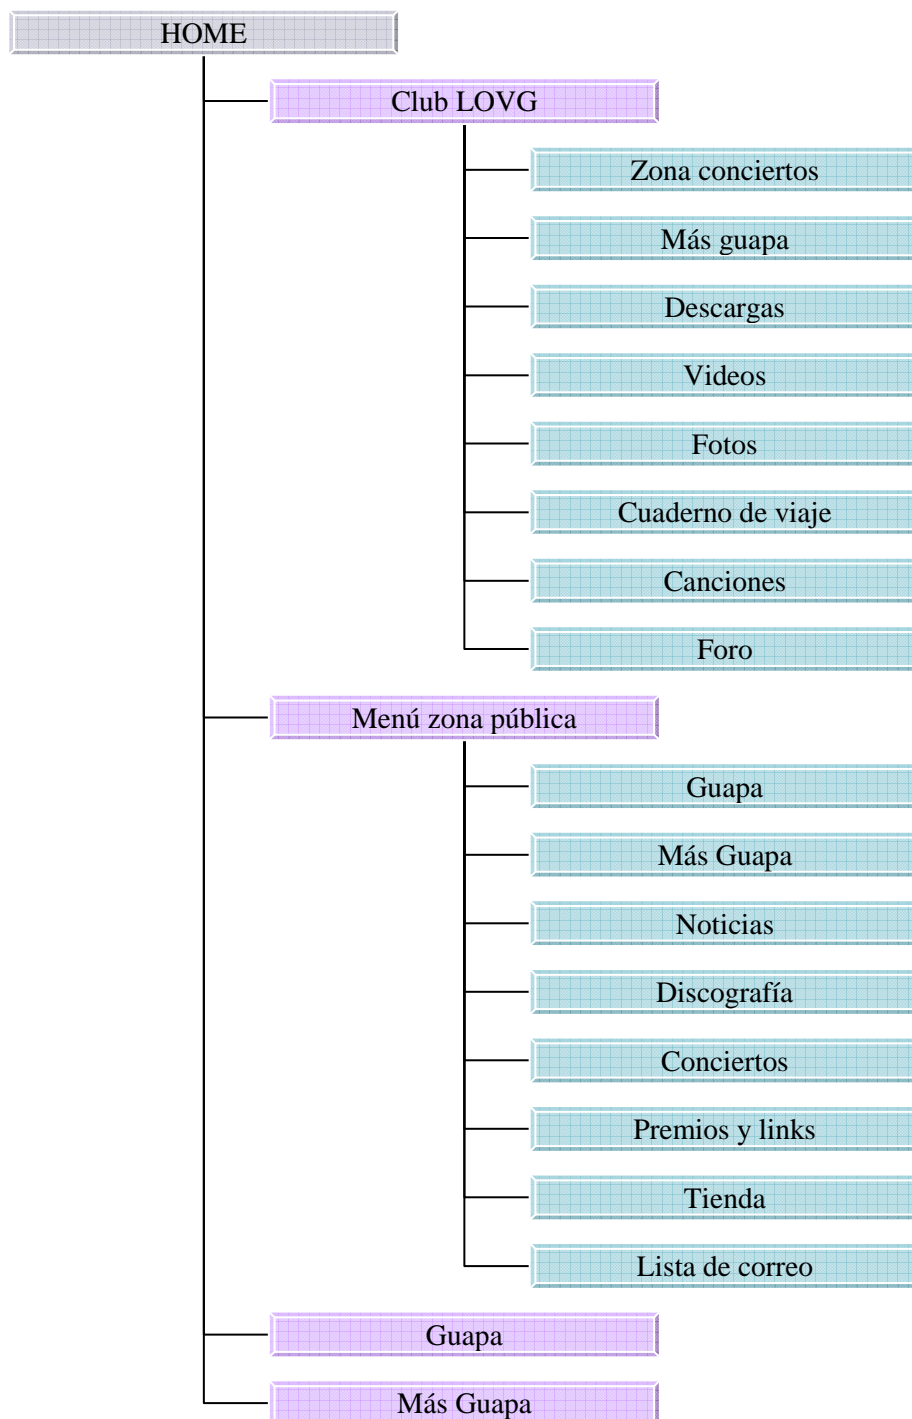 HOME
Club LOVG
Zona conciertos
Más guapa
Descargas
Videos
Fotos
Cuaderno de viaje
Canciones
Foro
Menú zona pública
Guapa
Más Guapa
Noticias
Discografía
Conciertos
Premios y links
Tienda
Lista de correo
Guapa
Más Guapa